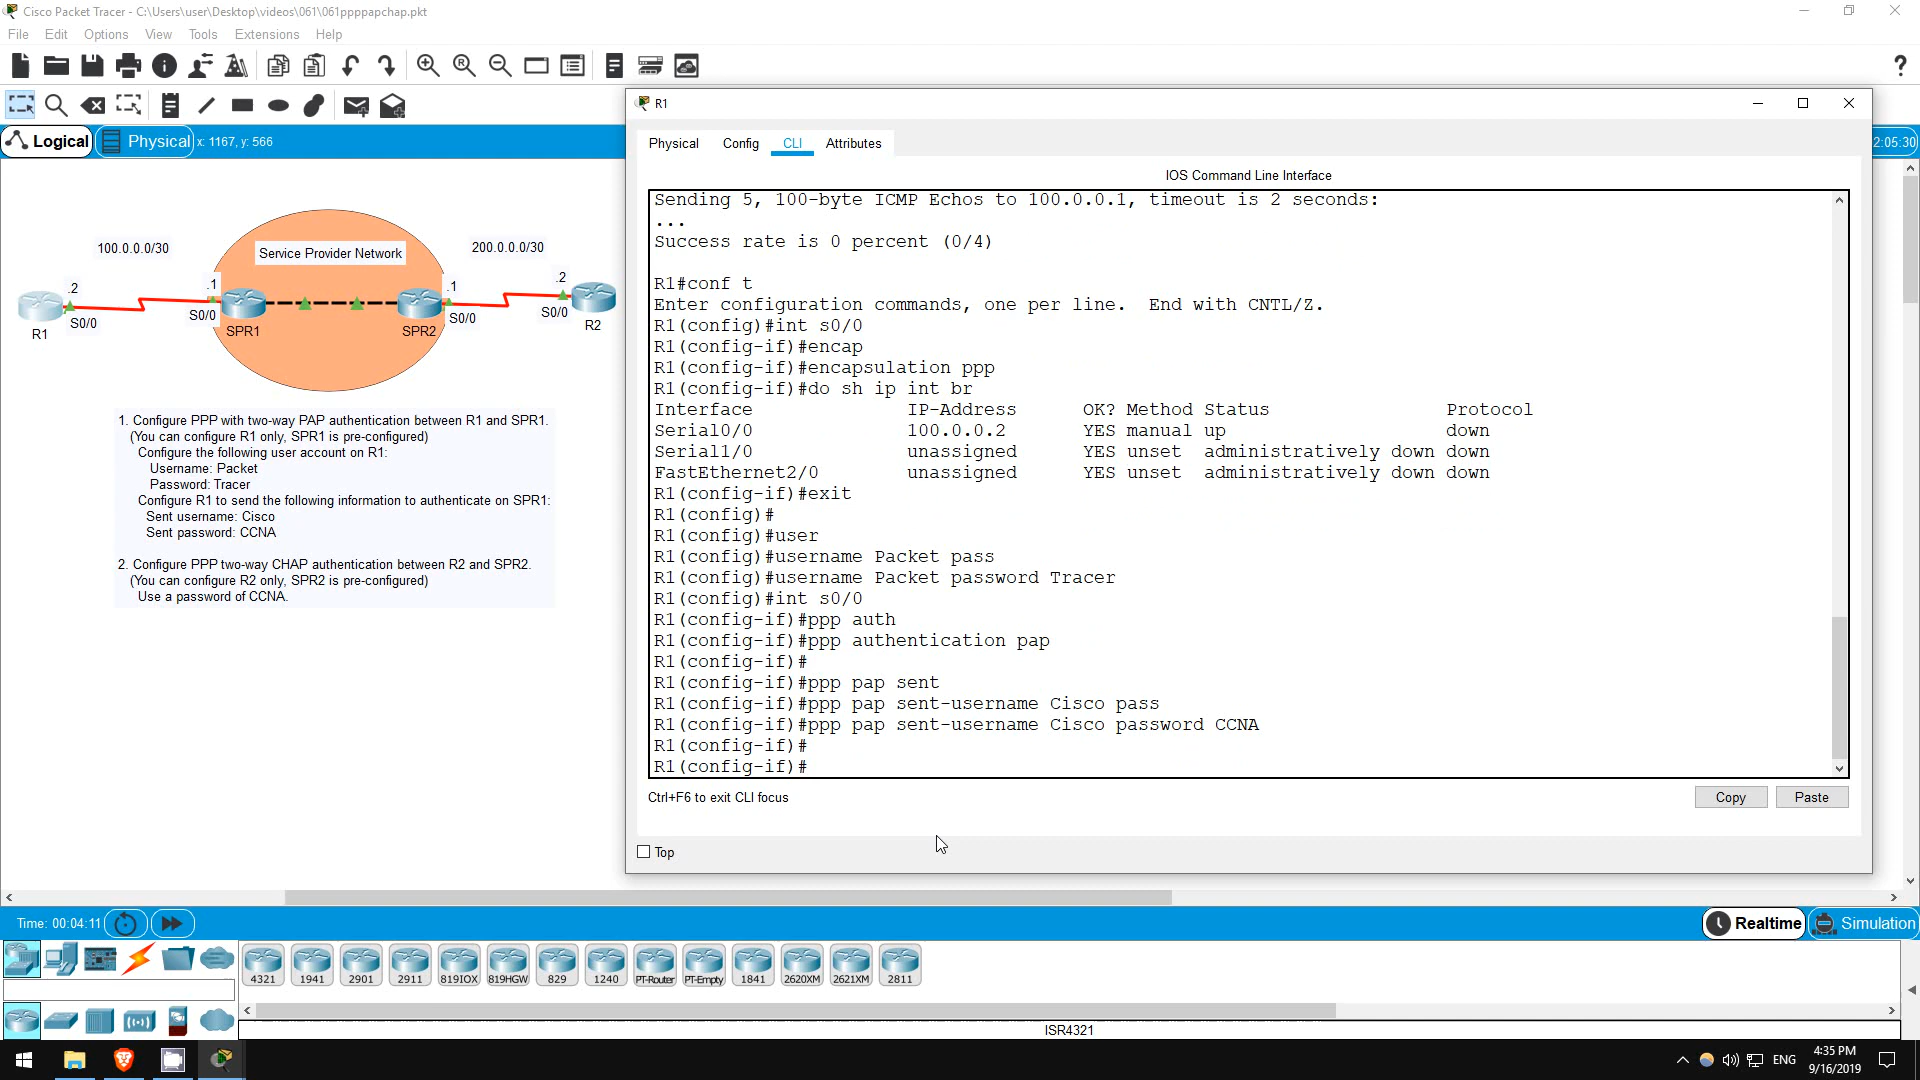 Cisco Packet Tracer - C:\Users\user\Desktop\videos\061\061ppppapchap.pkt
File Edit Options View Tools Extensions Help
?
Logical Physical x: 1167, y: 566
2:05:30
100.0.0.0/30
Service Provider Network
200.0.0.0/30
.2 .1 .1 .2
S0/0 S0/0 S0/0 S0/0
R1 SPR1 SPR2 R2
1. Configure PPP with two-way PAP authentication between R1 and SPR1.
(You can configure R1 only, SPR1 is pre-configured)
Configure the following user account on R1:
Username: Packet
Password: Tracer
Configure R1 to send the following information to authenticate on SPR1:
Sent username: Cisco
Sent password: CCNA
2. Configure PPP two-way CHAP authentication between R2 and SPR2.
(You can configure R2 only, SPR2 is pre-configured)
Use a password of CCNA.
R1
Physical Config CLI Attributes
IOS Command Line Interface
Sending 5, 100-byte ICMP Echos to 100.0.0.1, timeout is 2 seconds:
...
Success rate is 0 percent (0/4)
R1#conf t
Enter configuration commands, one per line.  End with CNTL/Z.
R1(config)#int s0/0
R1(config-if)#encap
R1(config-if)#encapsulation ppp
R1(config-if)#do sh ip int br
Interface IP-Address OK? Method Status Protocol
Serial0/0 100.0.0.2 YES manual up down
Serial1/0 unassigned YES unset administratively down down
FastEthernet2/0 unassigned YES unset administratively down down
R1(config-if)#exit
R1(config)#
R1(config)#user
R1(config)#username Packet pass
R1(config)#username Packet password Tracer
R1(config)#int s0/0
R1(config-if)#ppp auth
R1(config-if)#ppp authentication pap
R1(config-if)#
R1(config-if)#ppp pap sent
R1(config-if)#ppp pap sent-username Cisco pass
R1(config-if)#ppp pap sent-username Cisco password CCNA
R1(config-if)#
R1(config-if)#
Ctrl+F6 to exit CLI focus
Copy Paste
Top
Time: 00:04:11
Realtime Simulation
4321 1941 2901 2911 819IOX 819HGW 829 1240 PT-Router PT-Empty 1841 2620XM 2621XM 2811
ISR4321
ENG
4:35 PM
9/16/2019